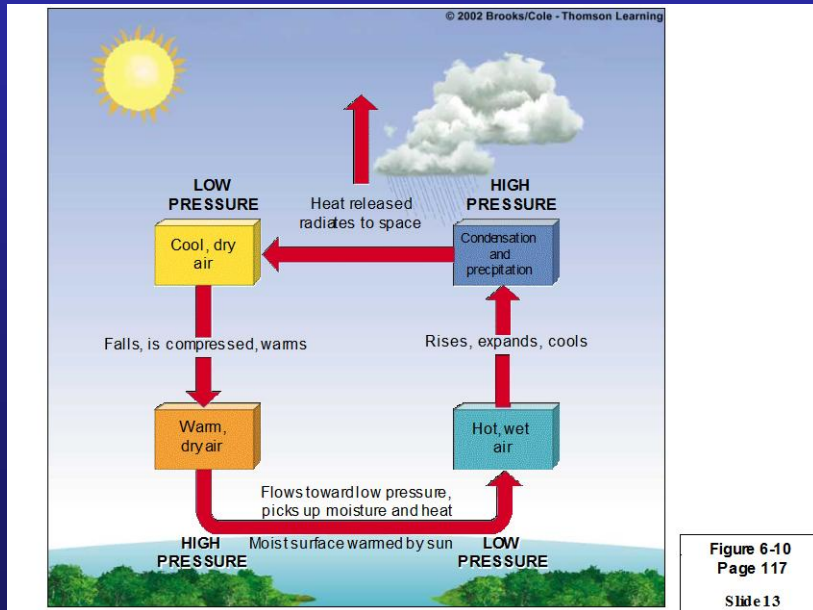 © 2002 Brooks/Cole - Thomson Learning
LOW
PRESSURE
HIGH
PRESSURE
Heat released
radiates to space
Cool, dry
air
Condensation
and
precpitation
Falls, is compressed, warms
Rises, expands, cools
Warm,
dry air
Hot, wet
air
Flows toward low pressure,
picks up moisture and heat
HIGH
PRESSURE
Moist surface warmed by sun
LOW
PRESSURE
Figure 6-10
Page 117
Slide 13